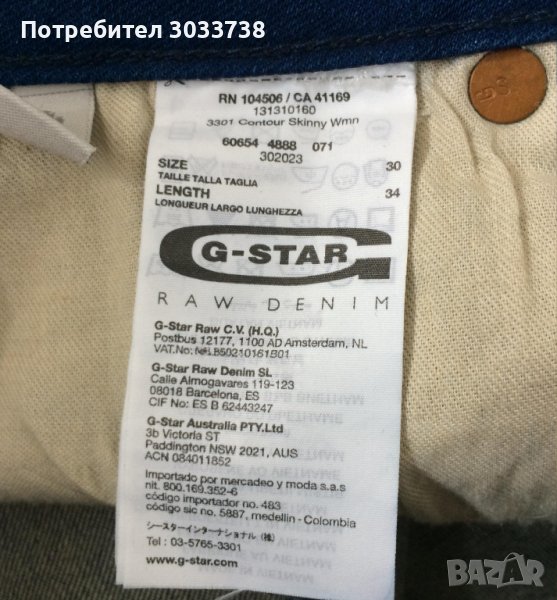 Потребител 3033738
RN 104506 / CA 41169
131310160
3301 Contour Skinny Wmn
60654 4888 071
302023
SIZE 30
TAILLE TALLA TAGLIA
LENGTH 34
LONGUEUR LARGO LUNGHEZZA
G-STAR
RAW DENIM
G-Star Raw C.V. (H.Q.)
Postbus 12177, 1100 AD Amsterdam, NL
VAT.No: NL850210161B01
G-Star Raw Denim SL
Calle Almogavares 119-123
08018 Barcelona, ES
CIF No: ES B 62443247
G-Star Australia PTY.Ltd
3b Victoria ST
Paddington NSW 2021, AUS
ACN 084011852
Importado por mercadeo y moda s.a.s
nit. 800.169.352-6
código importador no. 483
código sic no. 5887, medellin - Colombia
ジースターインターナショナル (株)
Tel : 03-5765-3301
www.g-star.com
BAZAR